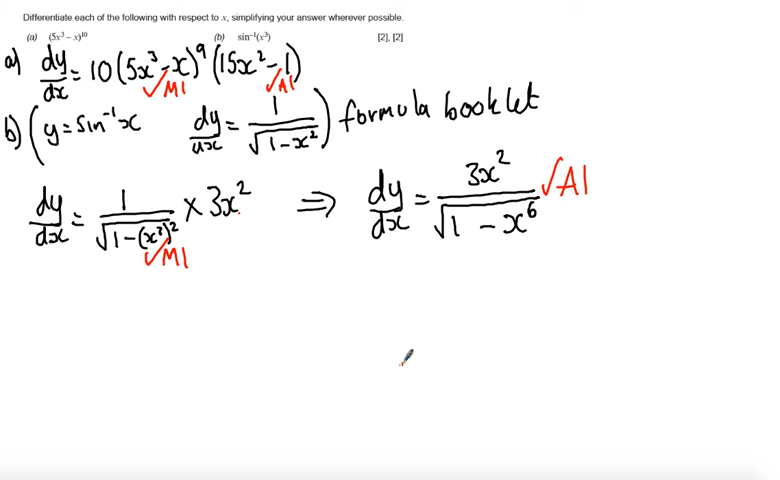 Differentiate each of the following with respect to x, simplifying your answer wherever possible.
(a) (5x³ – x)¹⁰ (b) sin⁻¹(x³) [2], [2]
a) dy/dx = 10(5x³ - x)⁹ (15x² - 1)
✓M1 ✓A1
b) (y = sin⁻¹x dy/dx = 1/√(1-x²)) formula booklet
dy/dx = 1/√(1-(x³)²) × 3x² ⇒ dy/dx = 3x²/√(1 - x⁶) ✓A1
✓M1